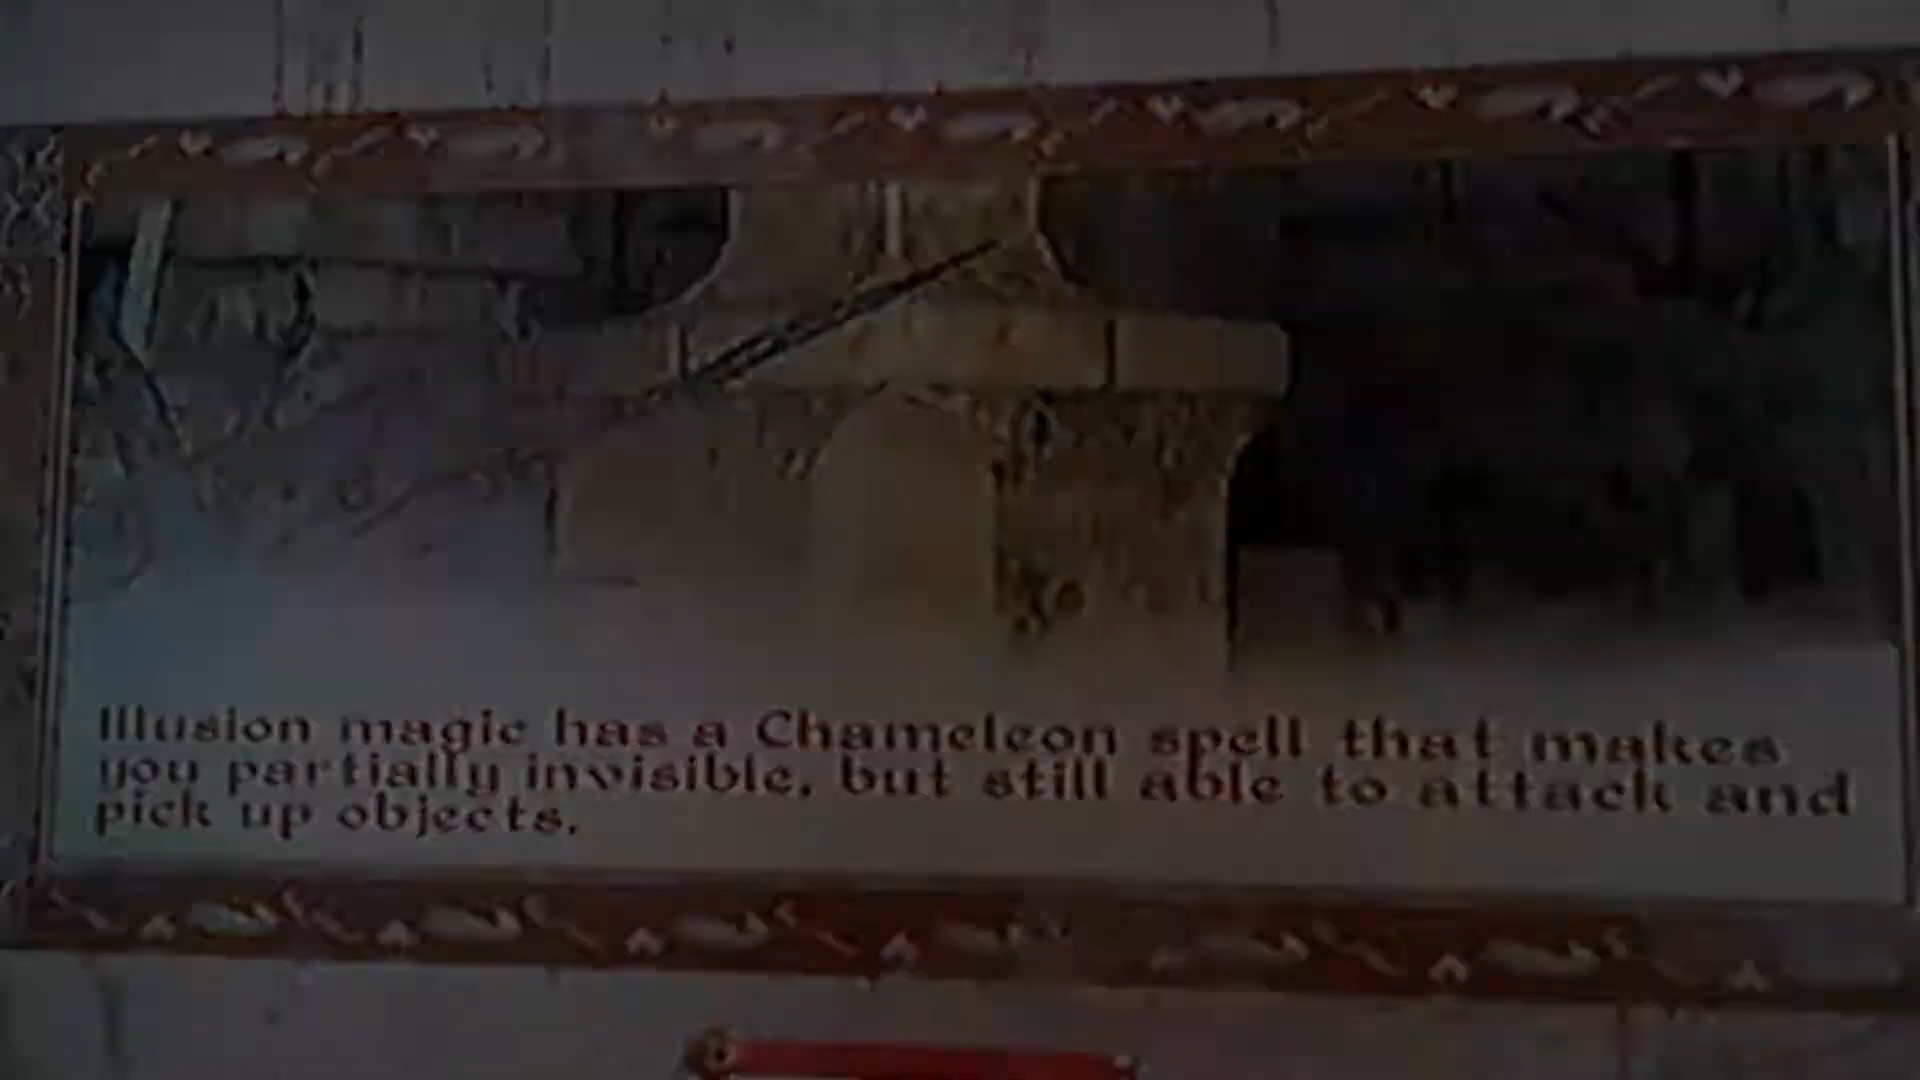 Illusion magic has a Chameleon spell that makes
you partially invisible, but still able to attack and
pick up objects.